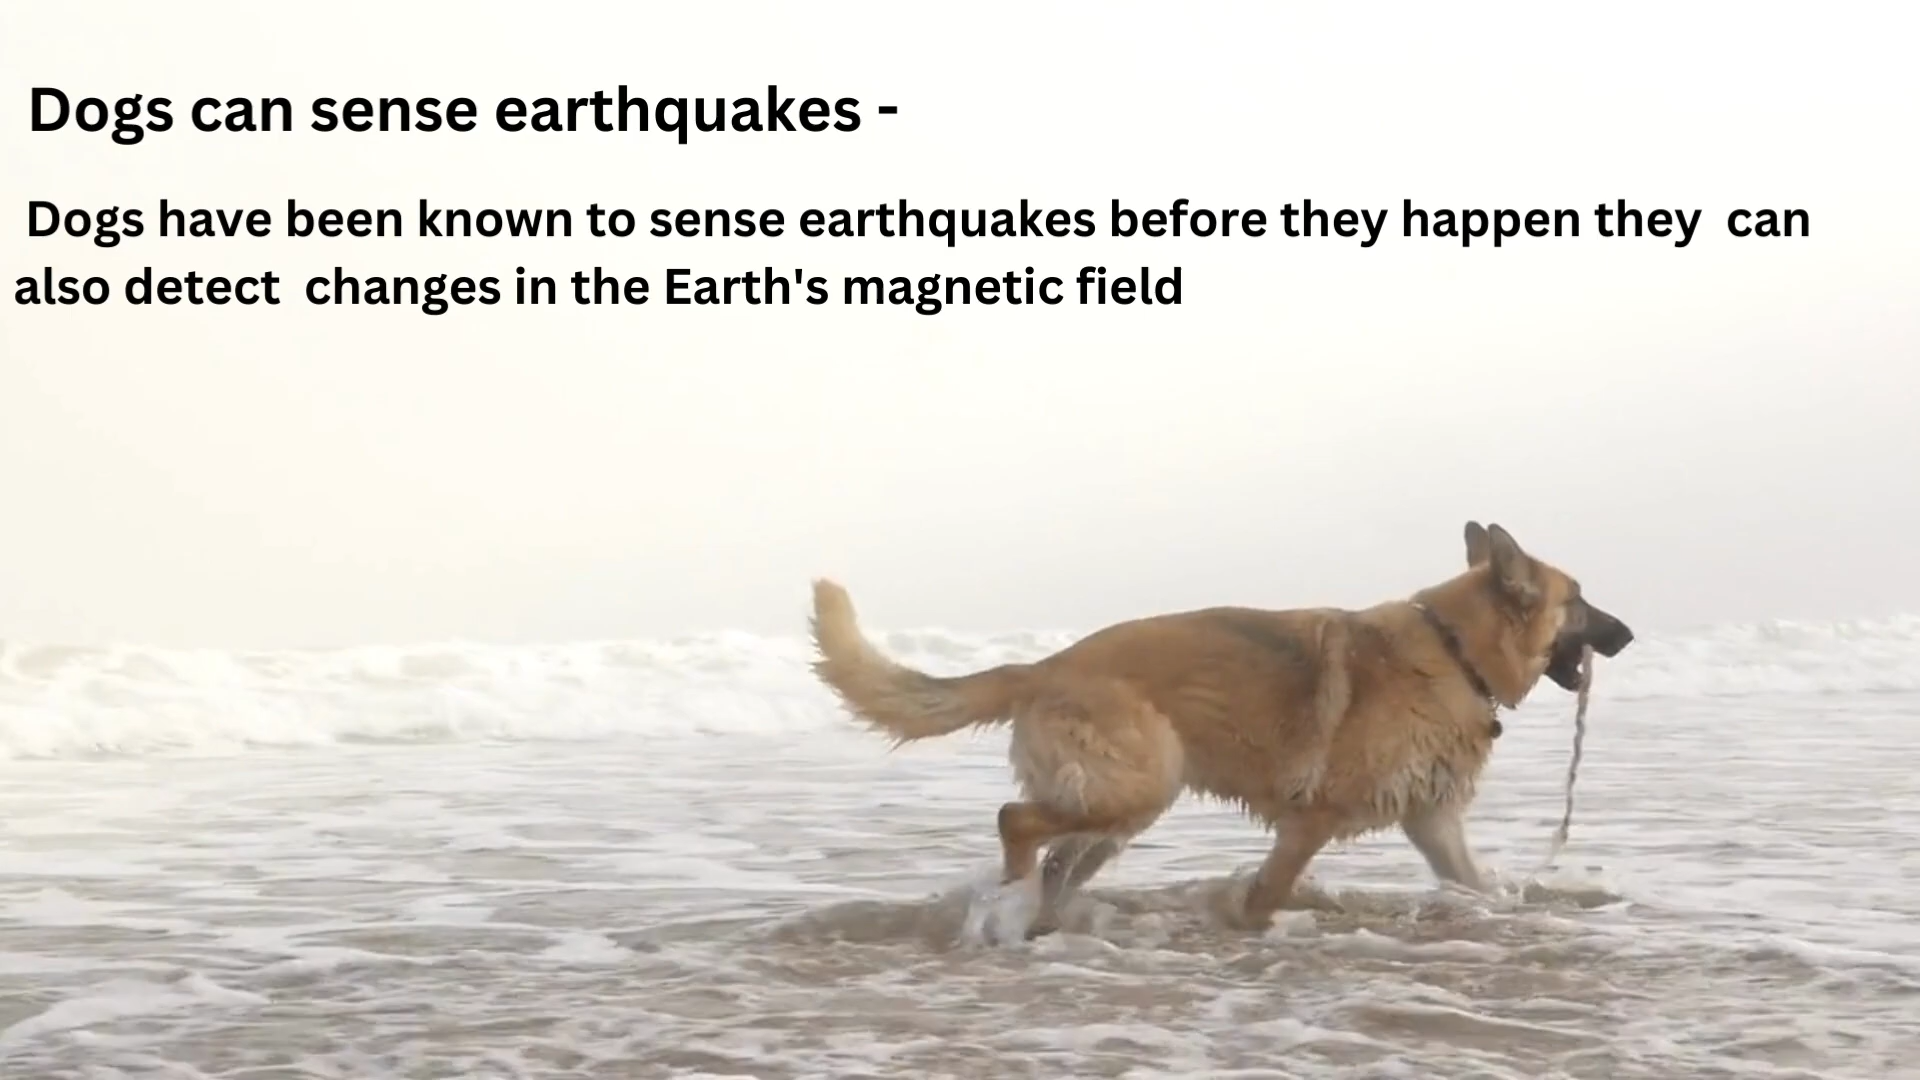 Dogs can sense earthquakes -
Dogs have been known to sense earthquakes before they happen they can
also detect changes in the Earth's magnetic field